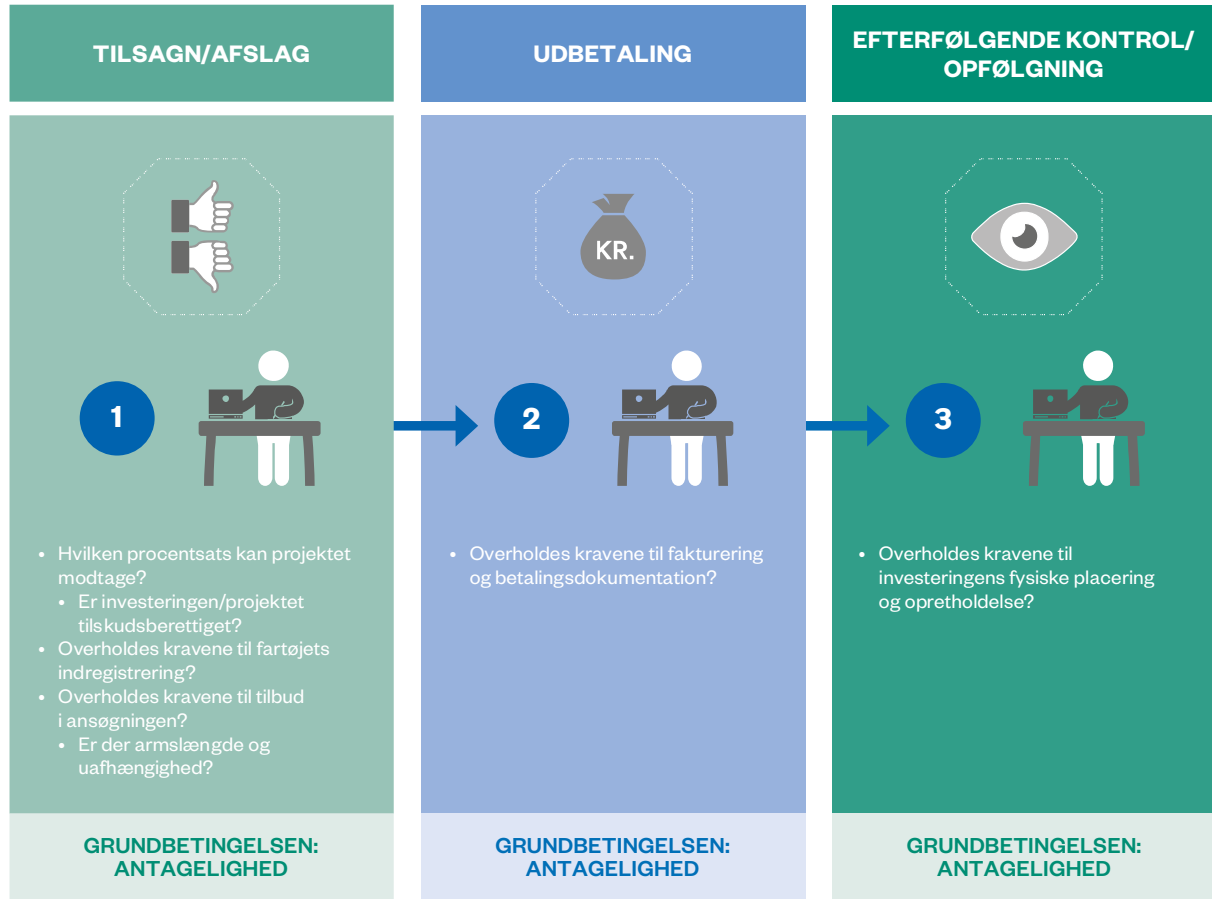 TILSAGN/AFSLAG
KR.
1
• Hvilken procentsats kan projektet
modtage?
• Er investeringen/projektet
tilskudsberettiget?
• Overholdes kravene til fartøjets
indregistrering?
• Overholdes kravene til tilbud
i ansøgningen?
• Er der armslængde og
uafhængighed?
GRUNDBETINGELSEN:
ANTAGELIGHED
UDBETALING
2
• Overholdes kravene til fakturering
og betalingsdokumentation?
GRUNDBETINGELSEN:
ANTAGELIGHED
EFTERFØLGENDE KONTROL/
OPFØLGNING
3
• Overholdes kravene til
investeringens fysiske placering
og opretholdelse?
GRUNDBETINGELSEN:
ANTAGELIGHED